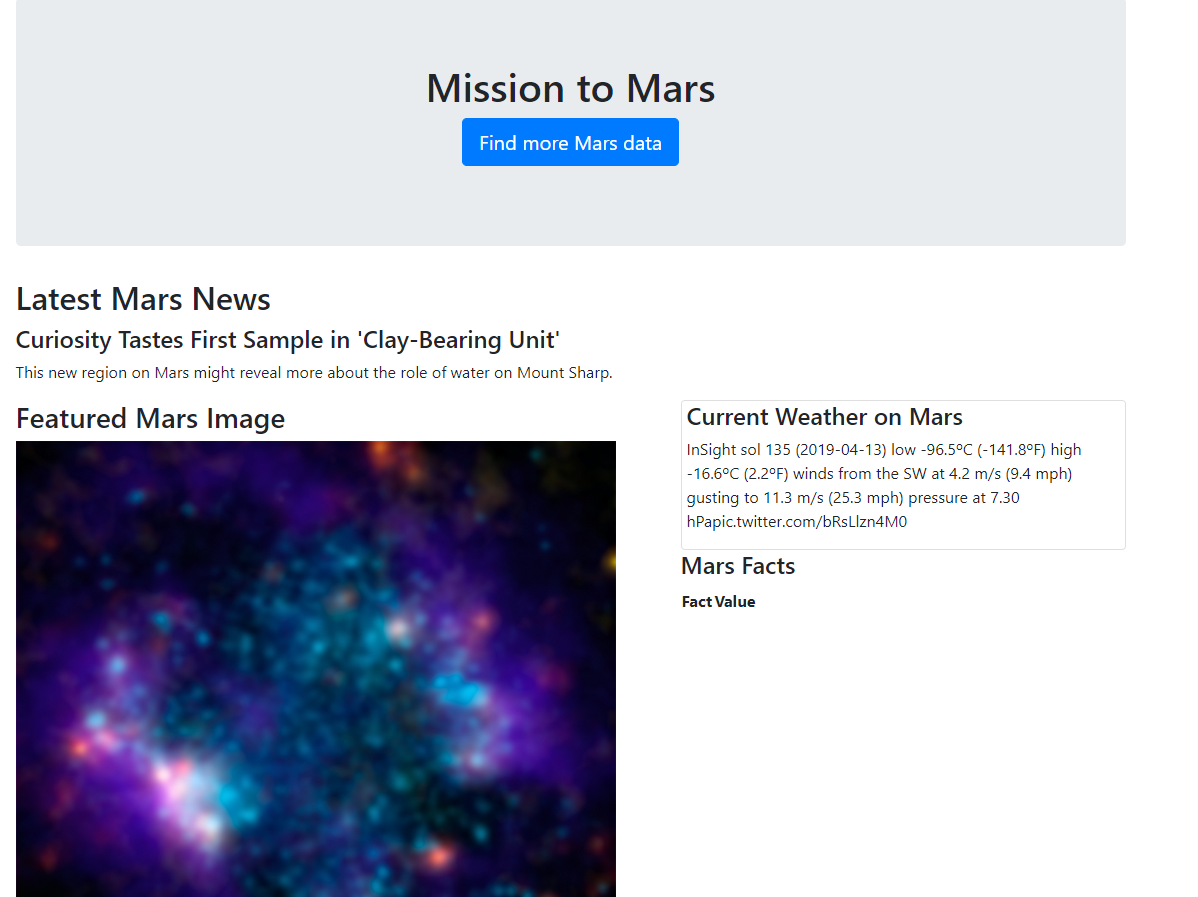 Mission to Mars
Find more Mars data
Latest Mars News
Curiosity Tastes First Sample in 'Clay-Bearing Unit'
This new region on Mars might reveal more about the role of water on Mount Sharp.
Featured Mars Image
Current Weather on Mars
InSight sol 135 (2019-04-13) low -96.5ºC (-141.8ºF) high
-16.6ºC (2.2ºF) winds from the SW at 4.2 m/s (9.4 mph)
gusting to 11.3 m/s (25.3 mph) pressure at 7.30
hPapic.twitter.com/bRsLlzn4M0
Mars Facts
Fact Value